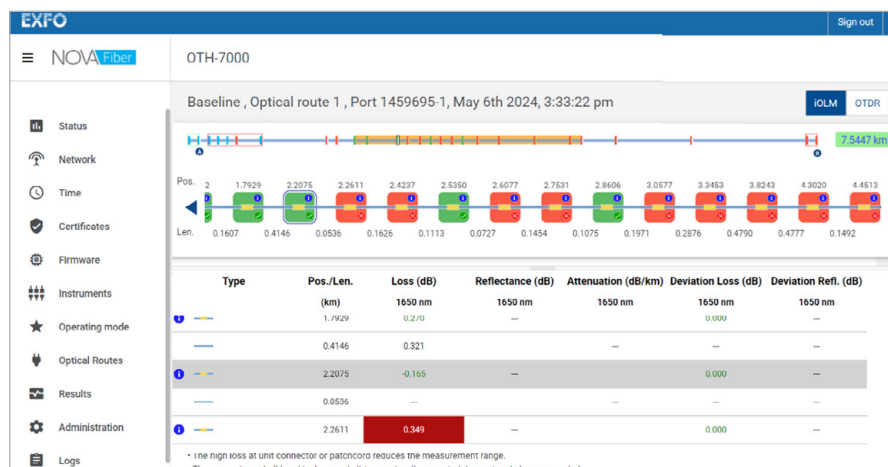 EXFO
Sign out
NOVA Fiber
OTH-7000
Baseline , Optical route 1 , Port 1459695-1, May 6th 2024, 3:33:22 pm
iOLM OTDR
Status
Network
Time
Certificates
Firmware
Instruments
Operating mode
Optical Routes
Results
Administration
Logs
A
B
7.5447 km
Pos. 2 1.7929 2.2075 2.2611 2.4237 2.5350 2.6077 2.7531 2.8606 3.0577 3.3453 3.8243 4.3020 4.4513
Len. 0.1607 0.4146 0.0536 0.1626 0.1113 0.0727 0.1454 0.1075 0.1971 0.2876 0.4790 0.4777 0.1492
Type Pos./Len. Loss (dB) Reflectance (dB) Attenuation (dB/km) Deviation Loss (dB) Deviation Refl. (dB)
(km) 1650 nm 1650 nm 1650 nm 1650 nm 1650 nm
1.7929 0.270 --- 0.000 ---
0.4146 0.321 --- --- ---
2.2075 -0.165 --- 0.000 ---
0.0536 --- --- --- ---
2.2611 0.349 --- 0.000 ---
• The high loss at unit connector or patchcord reduces the measurement range.